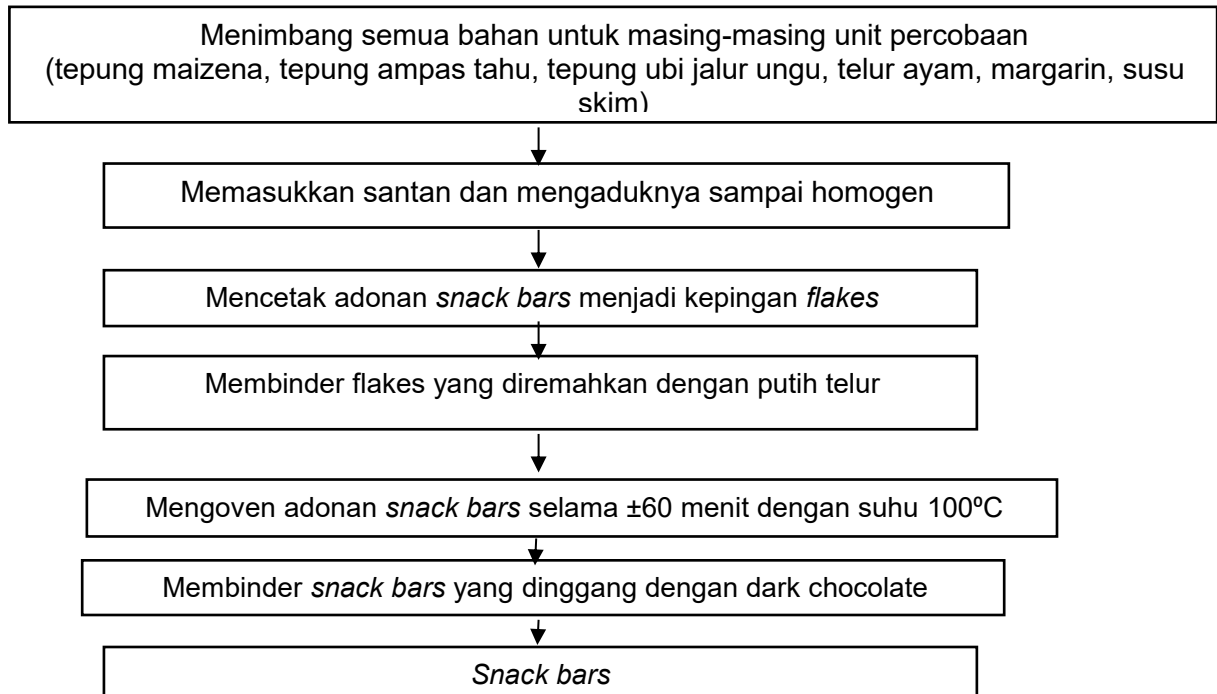 Menimbang semua bahan untuk masing-masing unit percobaan
(tepung maizena, tepung ampas tahu, tepung ubi jalur ungu, telur ayam, margarin, susu
skim)
Memasukkan santan dan mengaduknya sampai homogen
Mencetak adonan snack bars menjadi kepingan flakes
Membinder flakes yang diremahkan dengan putih telur
Mengoven adonan snack bars selama ±60 menit dengan suhu 100⁰C
Membinder snack bars yang dinggang dengan dark chocolate
Snack bars